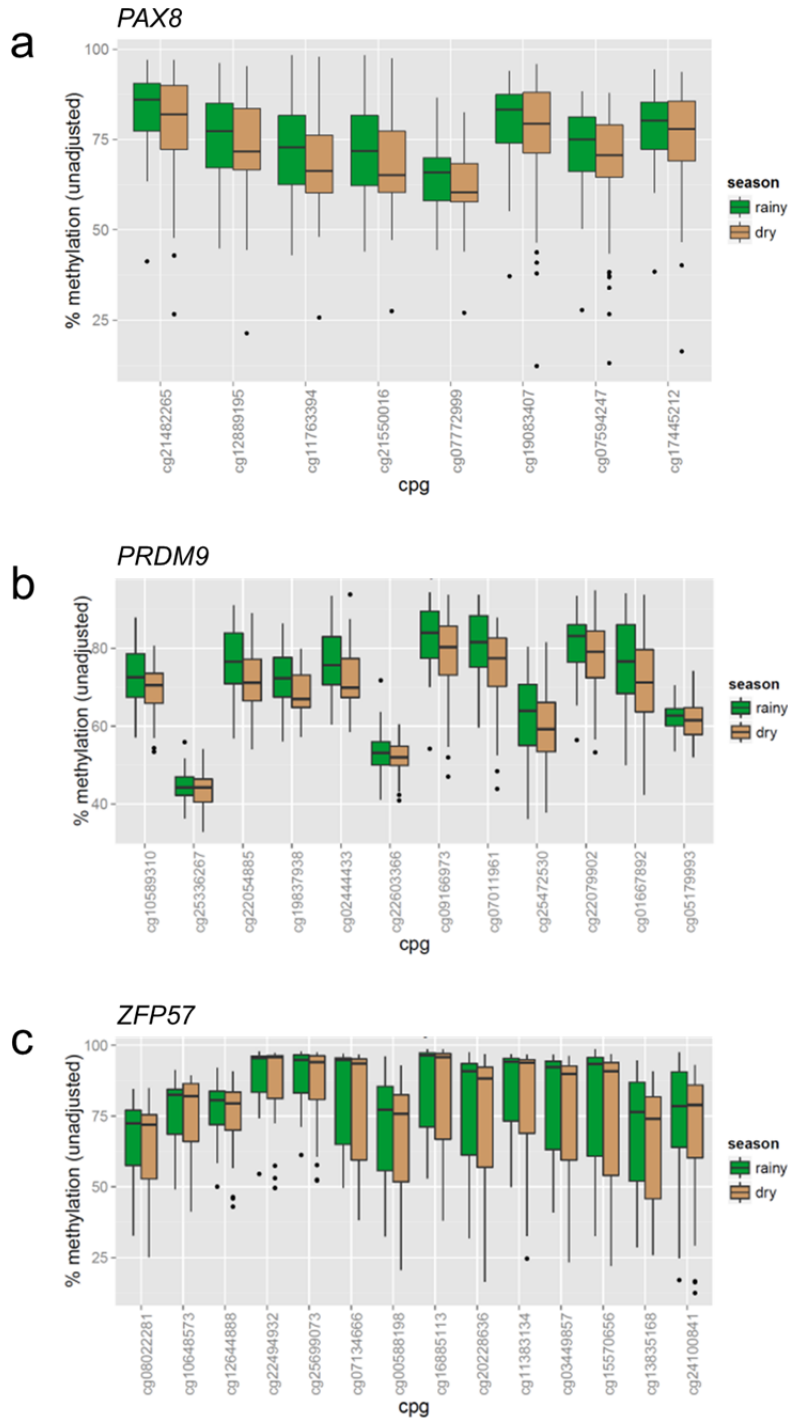 a
PAX8
% methylation (unadjusted)
100
75
50
25
cg21482265
cg12889195
cg11763394
cg21550016
cg07772999
cg19083407
cg07594247
cg17445212
cpg
season
rainy
dry
b
PRDM9
% methylation (unadjusted)
80
60
40
cg10589310
cg25336267
cg22054885
cg19837938
cg02444433
cg22603366
cg09166973
cg07011961
cg25472530
cg22079902
cg01667892
cg05179993
cpg
season
rainy
dry
c
ZFP57
% methylation (unadjusted)
100
75
50
25
cg08022281
cg10648573
cg12644888
cg22494932
cg25699073
cg07134666
cg00588198
cg16885113
cg20228636
cg11383134
cg03449857
cg15570656
cg13835168
cg24100841
cpg
season
rainy
dry